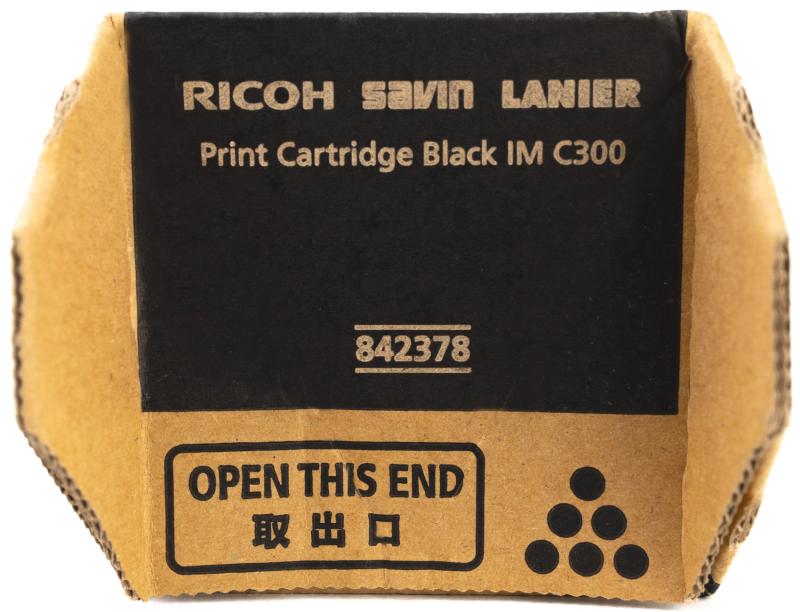 RICOH savin LANIER
Print Cartridge Black IM C300
842378
OPEN THIS END
取出口